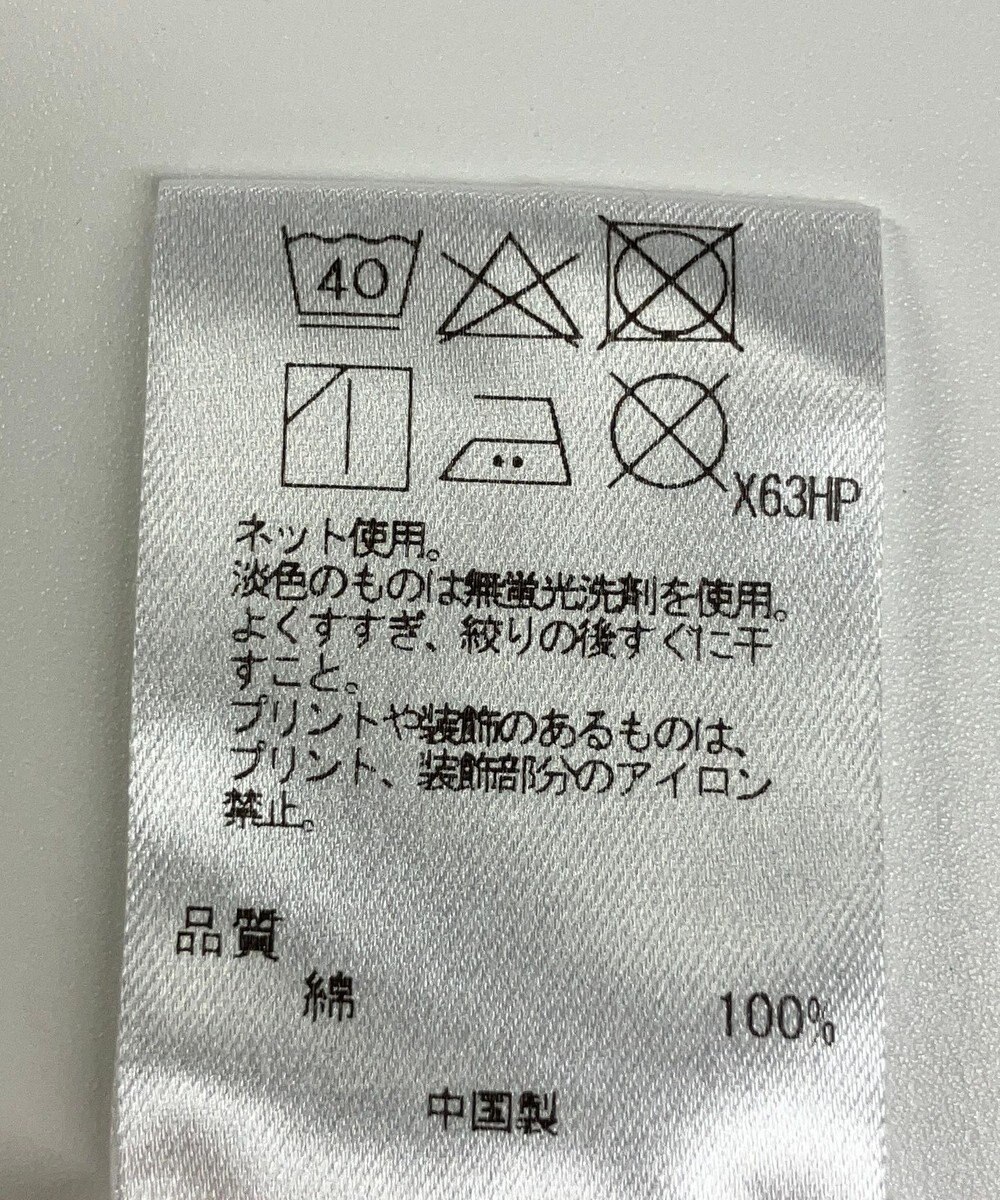 40
X63HP
ネット使用。
淡色のものは無蛍光洗剤を使用。
よくすすぎ、絞りの後すぐに干
すこと。
プリントや装飾のあるものは、
プリント、装飾部分のアイロン
禁止。
品質
綿 100%
中国製